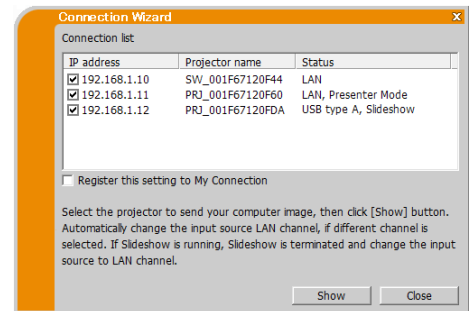 Connection Wizard x
Connection list
IP address Projector name Status
192.168.1.10 SW_001F67120F44 LAN
192.168.1.11 PRJ_001F67120F60 LAN, Presenter Mode
192.168.1.12 PRJ_001F67120FDA USB type A, Slideshow
Register this setting to My Connection
Select the projector to send your computer image, then click [Show] button.
Automatically change the input source LAN channel, if different channel is
selected. If Slideshow is running, Slideshow is terminated and change the input
source to LAN channel.
Show Close